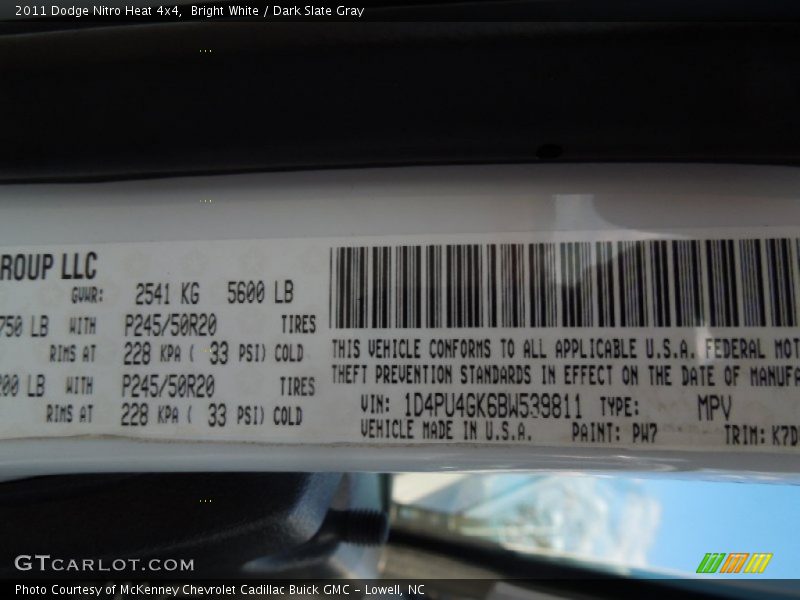 2011 Dodge Nitro Heat 4x4,  Bright White / Dark Slate Gray
ROUP LLC
GVWR: 2541 KG 5600 LB
750 LB WITH P245/50R20 TIRES
RIMS AT 228 KPA ( 33 PSI) COLD
200 LB WITH P245/50R20 TIRES
RIMS AT 228 KPA ( 33 PSI) COLD
THIS VEHICLE CONFORMS TO ALL APPLICABLE U.S.A. FEDERAL MOT
THEFT PREVENTION STANDARDS IN EFFECT ON THE DATE OF MANUFA
VIN: 1D4PU4GK6BW539811 TYPE: MPV
VEHICLE MADE IN U.S.A. PAINT: PW7 TRIM: K7D
GTCARLOT.COM
Photo Courtesy of McKenney Chevrolet Cadillac Buick GMC - Lowell, NC